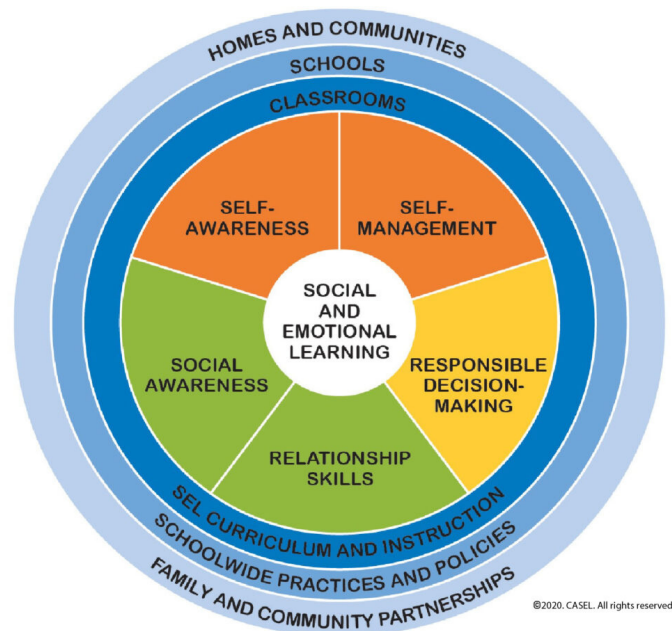 HOMES AND COMMUNITIES
SCHOOLS
CLASSROOMS
SELF-
AWARENESS
SELF-
MANAGEMENT
SOCIAL
AND
EMOTIONAL
LEARNING
SOCIAL
AWARENESS
RESPONSIBLE
DECISION-
MAKING
RELATIONSHIP
SKILLS
SEL CURRICULUM AND INSTRUCTION
SCHOOLWIDE PRACTICES AND POLICIES
FAMILY AND COMMUNITY PARTNERSHIPS
©2020. CASEL. All rights reserved